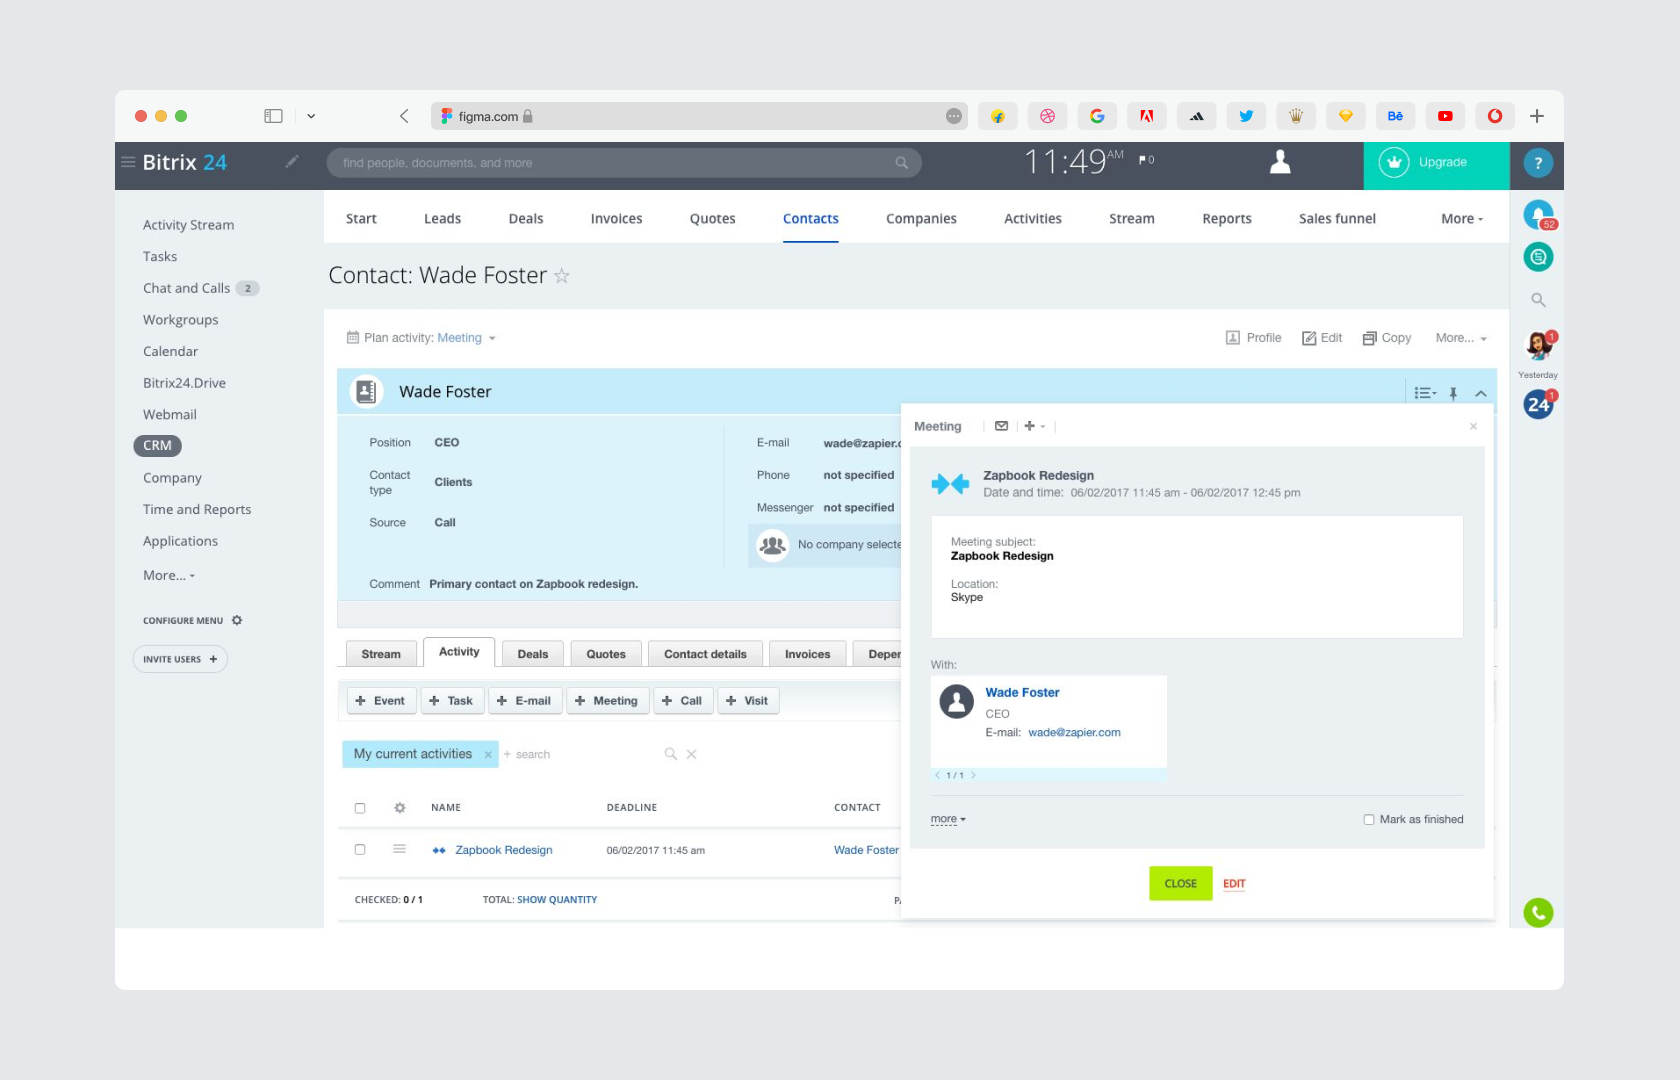 figma.com
Bē
Bitrix 24
find people, documents, and more
11:49 AM
0
Upgrade
?
Activity Stream
Tasks
Chat and Calls 2
Workgroups
Calendar
Bitrix24.Drive
Webmail
CRM
Company
Time and Reports
Applications
More...
CONFIGURE MENU
INVITE USERS +
Start Leads Deals Invoices Quotes Contacts Companies Activities Stream Reports Sales funnel More
52
Contact: Wade Foster
Plan activity: Meeting
Profile Edit Copy More...
1
Yesterday
24 1
Wade Foster
Position CEO
Contact type Clients
Source Call
Comment Primary contact on Zapbook redesign.
E-mail wade@zapier.c
Phone not specified
Messenger not specified
No company selecte
Stream Activity Deals Quotes Contact details Invoices Deper
+ Event + Task + E-mail + Meeting + Call + Visit
My current activities × + search
NAME DEADLINE CONTACT
Zapbook Redesign 06/02/2017 11:45 am Wade Foster
CHECKED: 0 / 1 TOTAL: SHOW QUANTITY
Meeting
Zapbook Redesign
Date and time: 06/02/2017 11:45 am - 06/02/2017 12:45 pm
Meeting subject:
Zapbook Redesign
Location:
Skype
With:
Wade Foster
CEO
E-mail: wade@zapier.com
1 / 1
more
Mark as finished
CLOSE EDIT